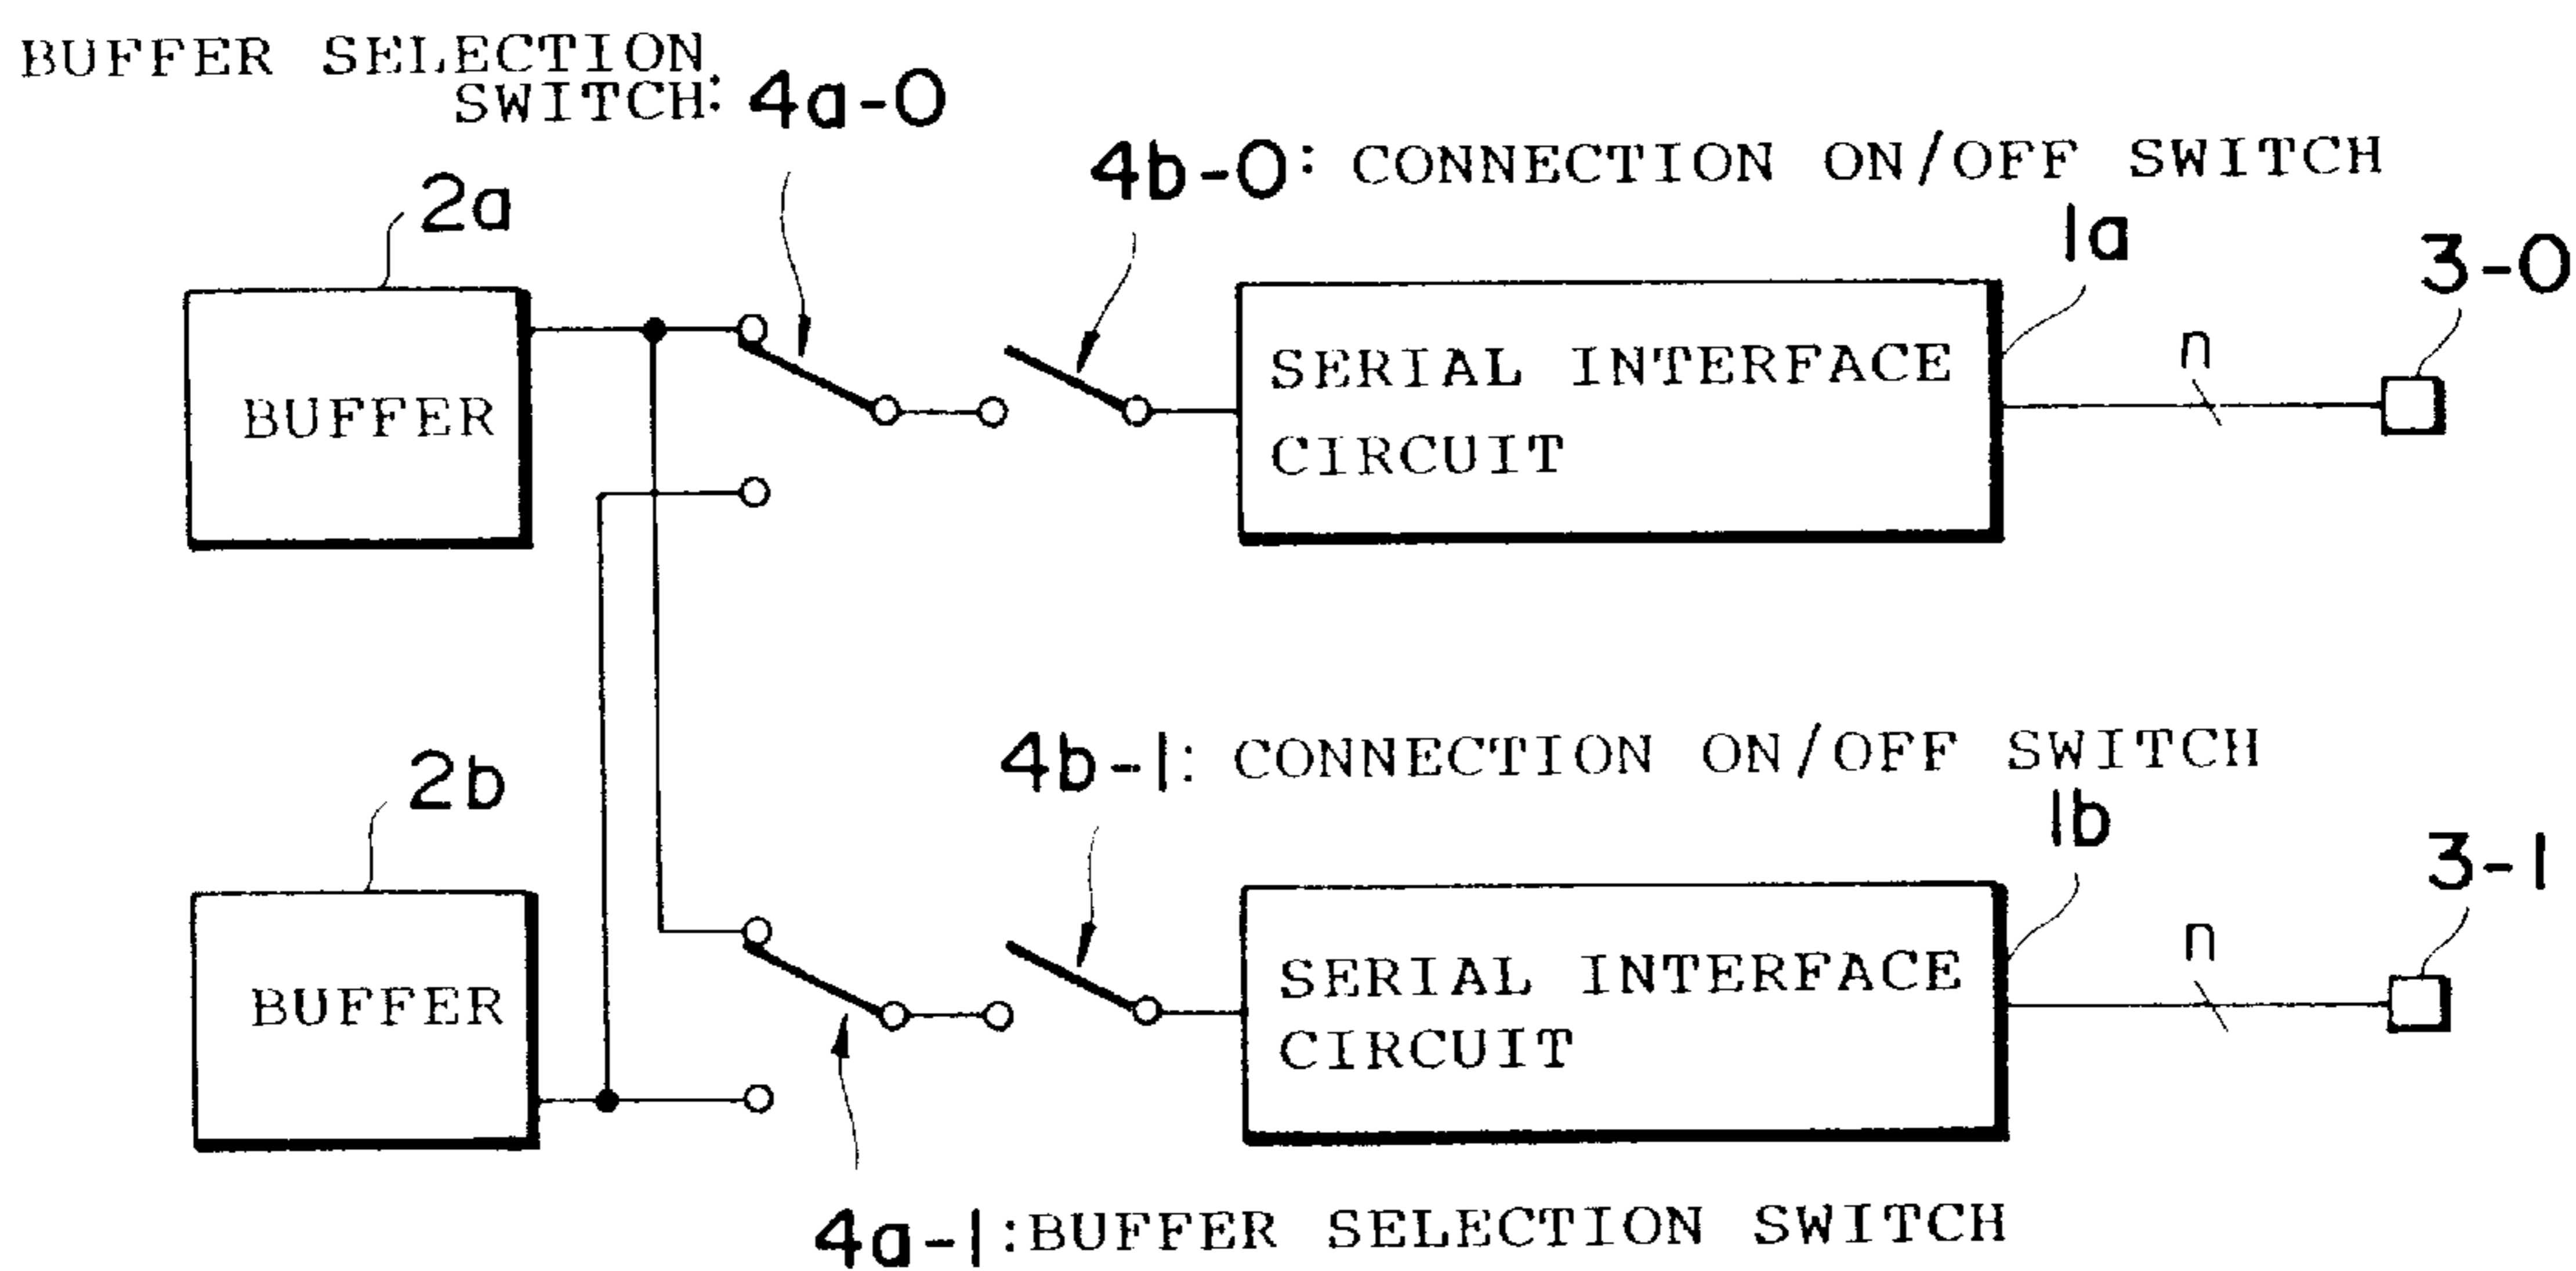 BUFFER SELECTION
SWITCH: 4a-0
4b-0: CONNECTION ON/OFF SWITCH
2a
1a
3-0
n
BUFFER
SERIAL INTERFACE
CIRCUIT
4b-1: CONNECTION ON/OFF SWITCH
2b
1b
3-1
n
BUFFER
SERIAL INTERFACE
CIRCUIT
4a-1:BUFFER SELECTION SWITCH